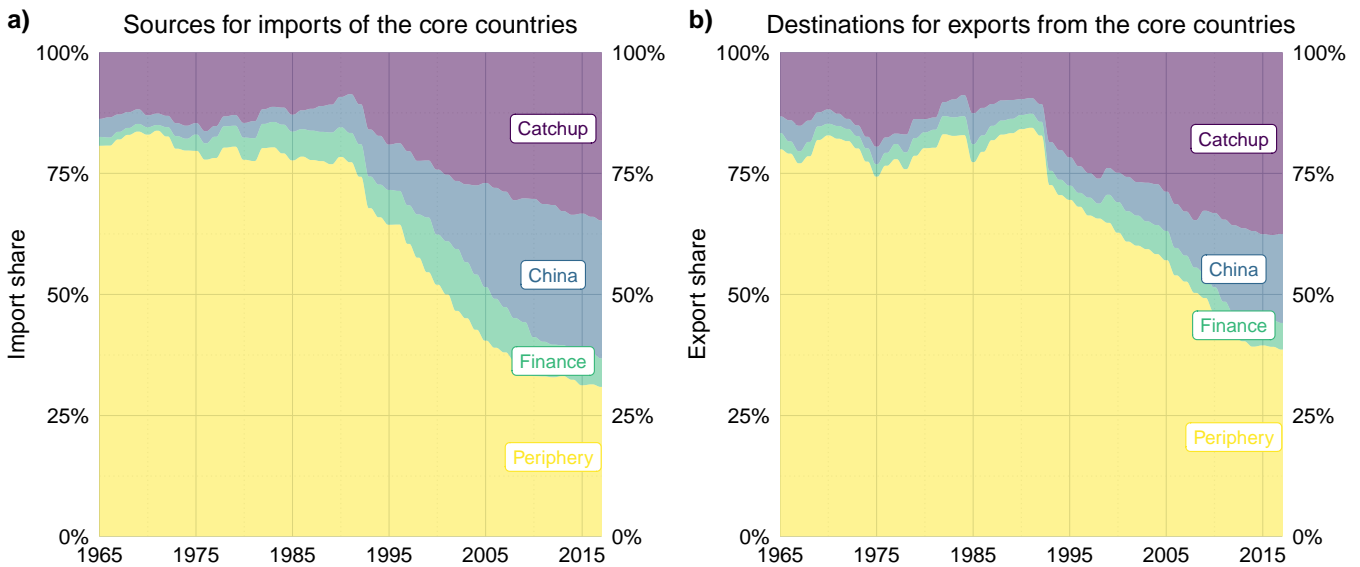 a) Sources for imports of the core countries
100% 100%
Catchup
75% 75%
Import share
China
50% 50%
Finance
25% 25%
Periphery
0% 0%
1965 1975 1985 1995 2005 2015
b) Destinations for exports from the core countries
100% 100%
Catchup
75% 75%
Export share
China
50% 50%
Finance
25% 25%
Periphery
0% 0%
1965 1975 1985 1995 2005 2015